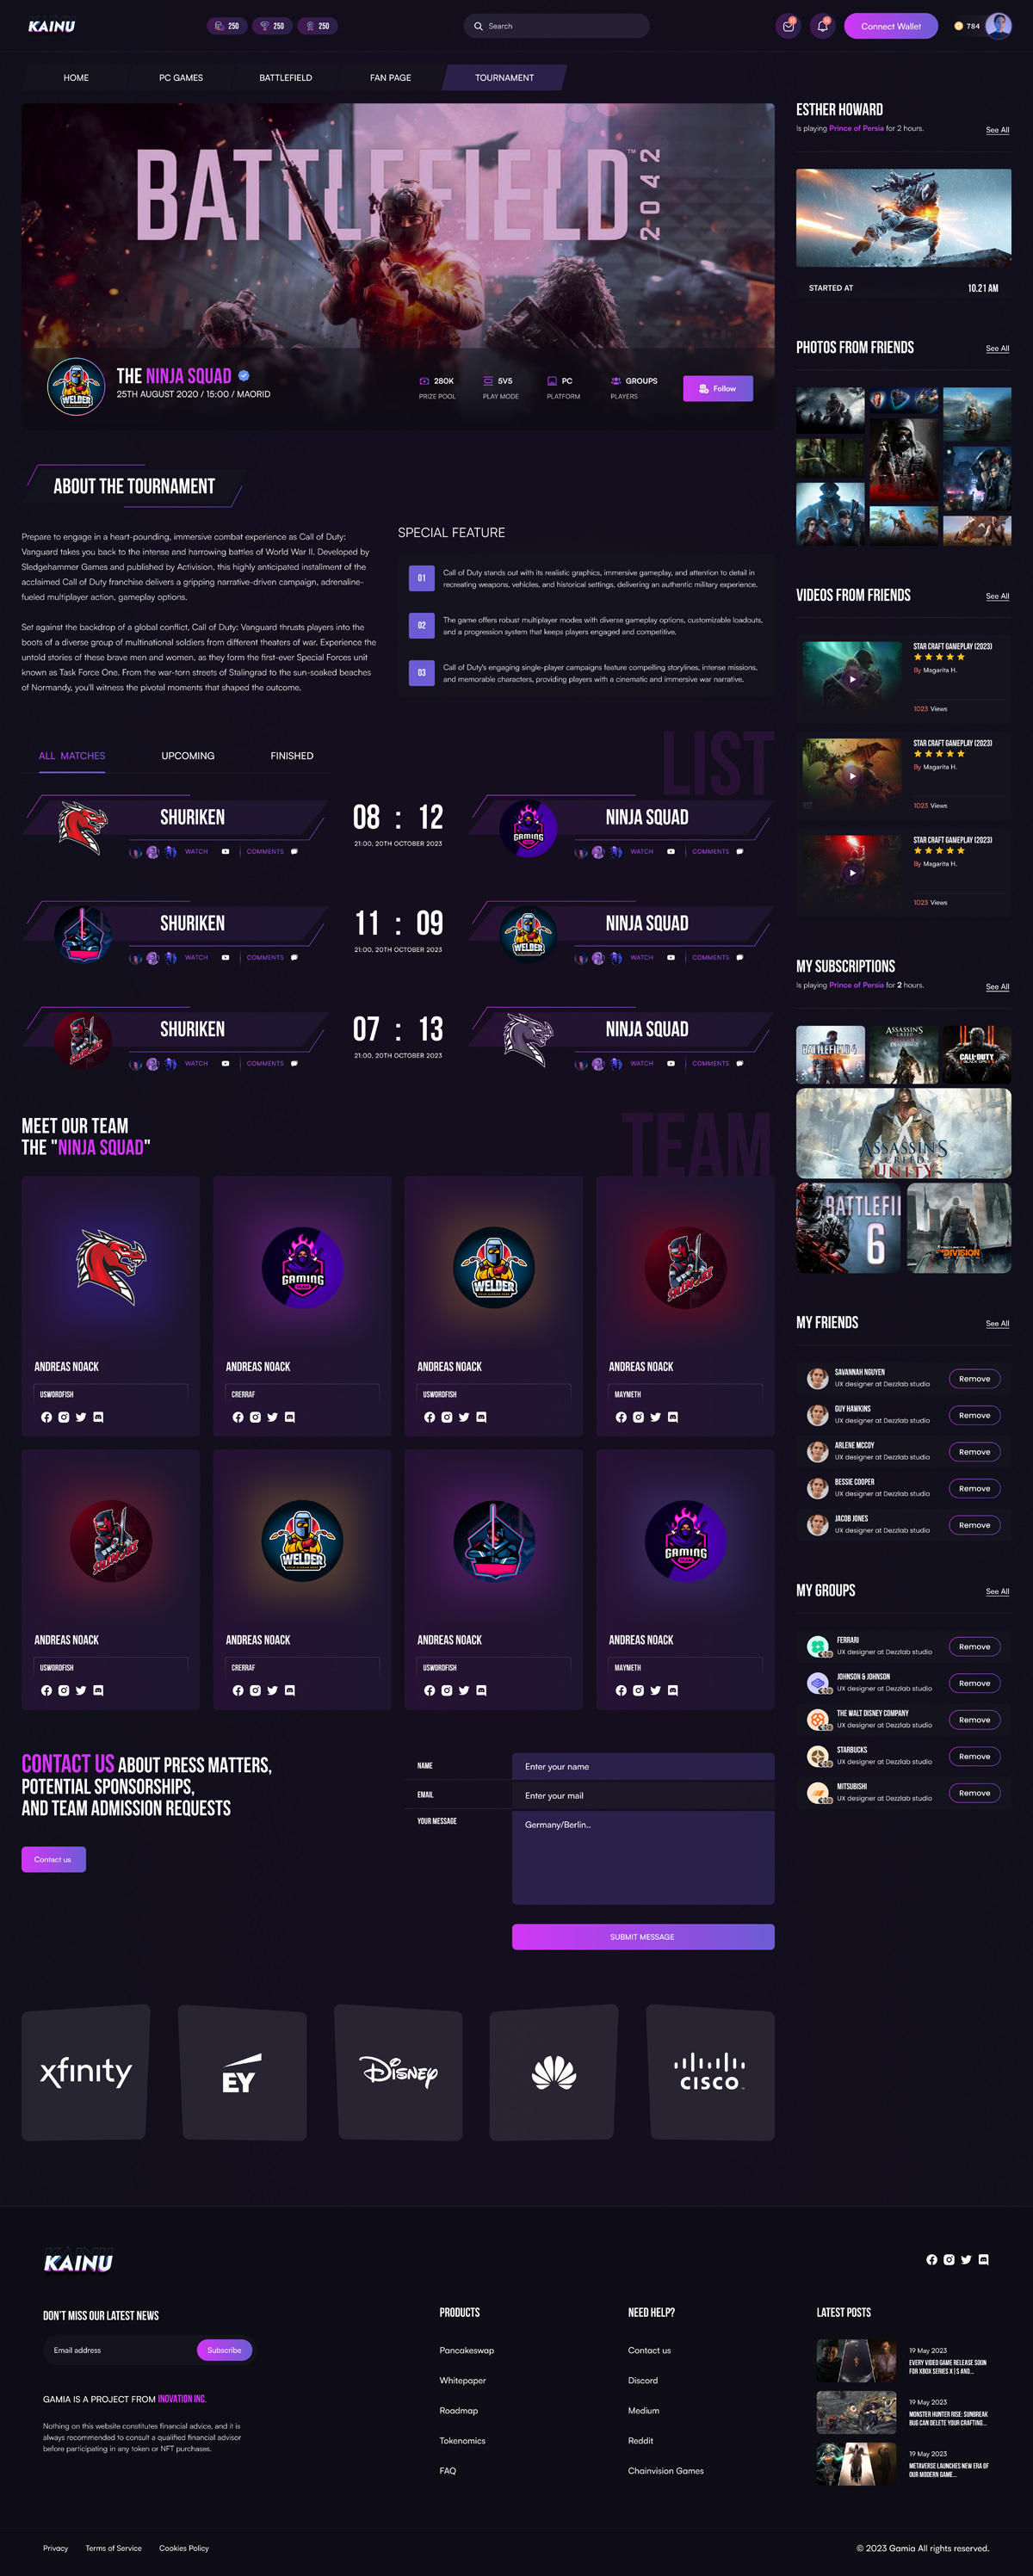 KAINU
250
250
250
Search
Connect Wallet
784
HOME
PC GAMES
BATTLEFIELD
FAN PAGE
TOURNAMENT
BATTLEFIELD
™
2042
WELDER
THE NINJA SQUAD
25TH AUGUST 2020 / 15:00 / MAORID
280K
PRIZE POOL
5V5
PLAY MODE
PC
PLATFORM
GROUPS
PLAYERS
Follow
ABOUT THE TOURNAMENT
Prepare to engage in a heart-pounding, immersive combat experience as Call of Duty:
Vanguard takes you back to the intense and harrowing battles of World War II. Developed by
Sledgehammer Games and published by Activision, this highly anticipated installment of the
acclaimed Call of Duty franchise delivers a gripping narrative-driven campaign, adrenaline-
fueled multiplayer action, gameplay options.
Set against the backdrop of a global conflict, Call of Duty: Vanguard thrusts players into the
boots of a diverse group of multinational soldiers from different theaters of war. Experience the
untold stories of these brave men and women, as they form the first-ever Special Forces unit
known as Task Force One. From the war-torn streets of Stalingrad to the sun-soaked beaches
of Normandy, you'll witness the pivotal moments that shaped the outcome.
SPECIAL FEATURE
01
Call of Duty stands out with its realistic graphics, immersive gameplay, and attention to detail in
recreating weapons, vehicles, and historical settings, delivering an authentic military experience.
02
The game offers robust multiplayer modes with diverse gameplay options, customizable loadouts,
and a progression system that keeps players engaged and competitive.
03
Call of Duty's engaging single-player campaigns feature compelling storylines, intense missions,
and memorable characters, providing players with a cinematic and immersive war narrative.
ALL MATCHES
UPCOMING
FINISHED
LIST
SHURIKEN
WATCH
COMMENTS
08 : 12
21:00, 20TH OCTOBER 2023
GAMING
NINJA SQUAD
WATCH
COMMENTS
SHURIKEN
WATCH
COMMENTS
11 : 09
21:00, 20TH OCTOBER 2023
WELDER
NINJA SQUAD
WATCH
COMMENTS
SHURIKEN
WATCH
COMMENTS
07 : 13
21:00, 20TH OCTOBER 2023
NINJA SQUAD
WATCH
COMMENTS
MEET OUR TEAM
THE "NINJA SQUAD"
TEAM
ANDREAS NOACK
USWORDFISH
GAMING
ANDREAS NOACK
CRERRAF
WELDER
ANDREAS NOACK
USWORDFISH
ANDREAS NOACK
MAYMETH
ANDREAS NOACK
USWORDFISH
WELDER
ANDREAS NOACK
CRERRAF
ANDREAS NOACK
USWORDFISH
GAMING
ANDREAS NOACK
MAYMETH
CONTACT US ABOUT PRESS MATTERS,
POTENTIAL SPONSORSHIPS,
AND TEAM ADMISSION REQUESTS
Contact us
NAME
Enter your name
EMAIL
Enter your mail
YOUR MESSAGE
Germany/Berlin..
SUBMIT MESSAGE
xfinity
EY
Disney
CISCO
ESTHER HOWARD
Is playing Prince of Persia for 2 hours.
See All
STARTED AT
10.21 AM
PHOTOS FROM FRIENDS
See All
VIDEOS FROM FRIENDS
See All
STAR CRAFT GAMEPLAY (2023)
By Magarita H.
1023 Views
STAR CRAFT GAMEPLAY (2023)
By Magarita H.
1023 Views
STAR CRAFT GAMEPLAY (2023)
By Magarita H.
1023 Views
MY SUBSCRIPTIONS
Is playing Prince of Persia for 2 hours.
See All
BATTLEFIELD 4
ASSASSIN'S
CREED
CALL OF DUTY
ASSASSIN'S
CREED
UNITY
BATTLEFI
6
THE DIVISION
MY FRIENDS
See All
SAVANNAH NGUYEN
UX designer at Dezzlab studio
Remove
GUY HAWKINS
UX designer at Dezzlab studio
Remove
ARLENE MCCOY
UX designer at Dezzlab studio
Remove
BESSIE COOPER
UX designer at Dezzlab studio
Remove
JACOB JONES
UX designer at Dezzlab studio
Remove
MY GROUPS
See All
FERRARI
UX designer at Dezzlab studio
Remove
JOHNSON & JOHNSON
UX designer at Dezzlab studio
Remove
THE WALT DISNEY COMPANY
UX designer at Dezzlab studio
Remove
STARBUCKS
UX designer at Dezzlab studio
Remove
MITSUBISHI
UX designer at Dezzlab studio
Remove
KAINU
DON'T MISS OUR LATEST NEWS
Email address
Subscribe
GAMIA IS A PROJECT FROM INOVATION INC.
Nothing on this website constitutes financial advice, and it is
always recommended to consult a qualified financial advisor
before participating in any token or NFT purchases.
PRODUCTS
Pancakeswap
Whitepaper
Roadmap
Tokenomics
FAQ
NEED HELP?
Contact us
Discord
Medium
Reddit
Chainvision Games
LATEST POSTS
19 May 2023
EVERY VIDEO GAME RELEASE SOON
FOR XBOX SERIES X | S AND...
19 May 2023
MONSTER HUNTER RISE: SUNBREAK
BUG CAN DELETE YOUR CRAFTING...
19 May 2023
METAVERSE LAUNCHES NEW ERA OF
OUR MODERN GAME...
Privacy
Terms of Service
Cookies Policy
© 2023 Gamia All rights reserved.